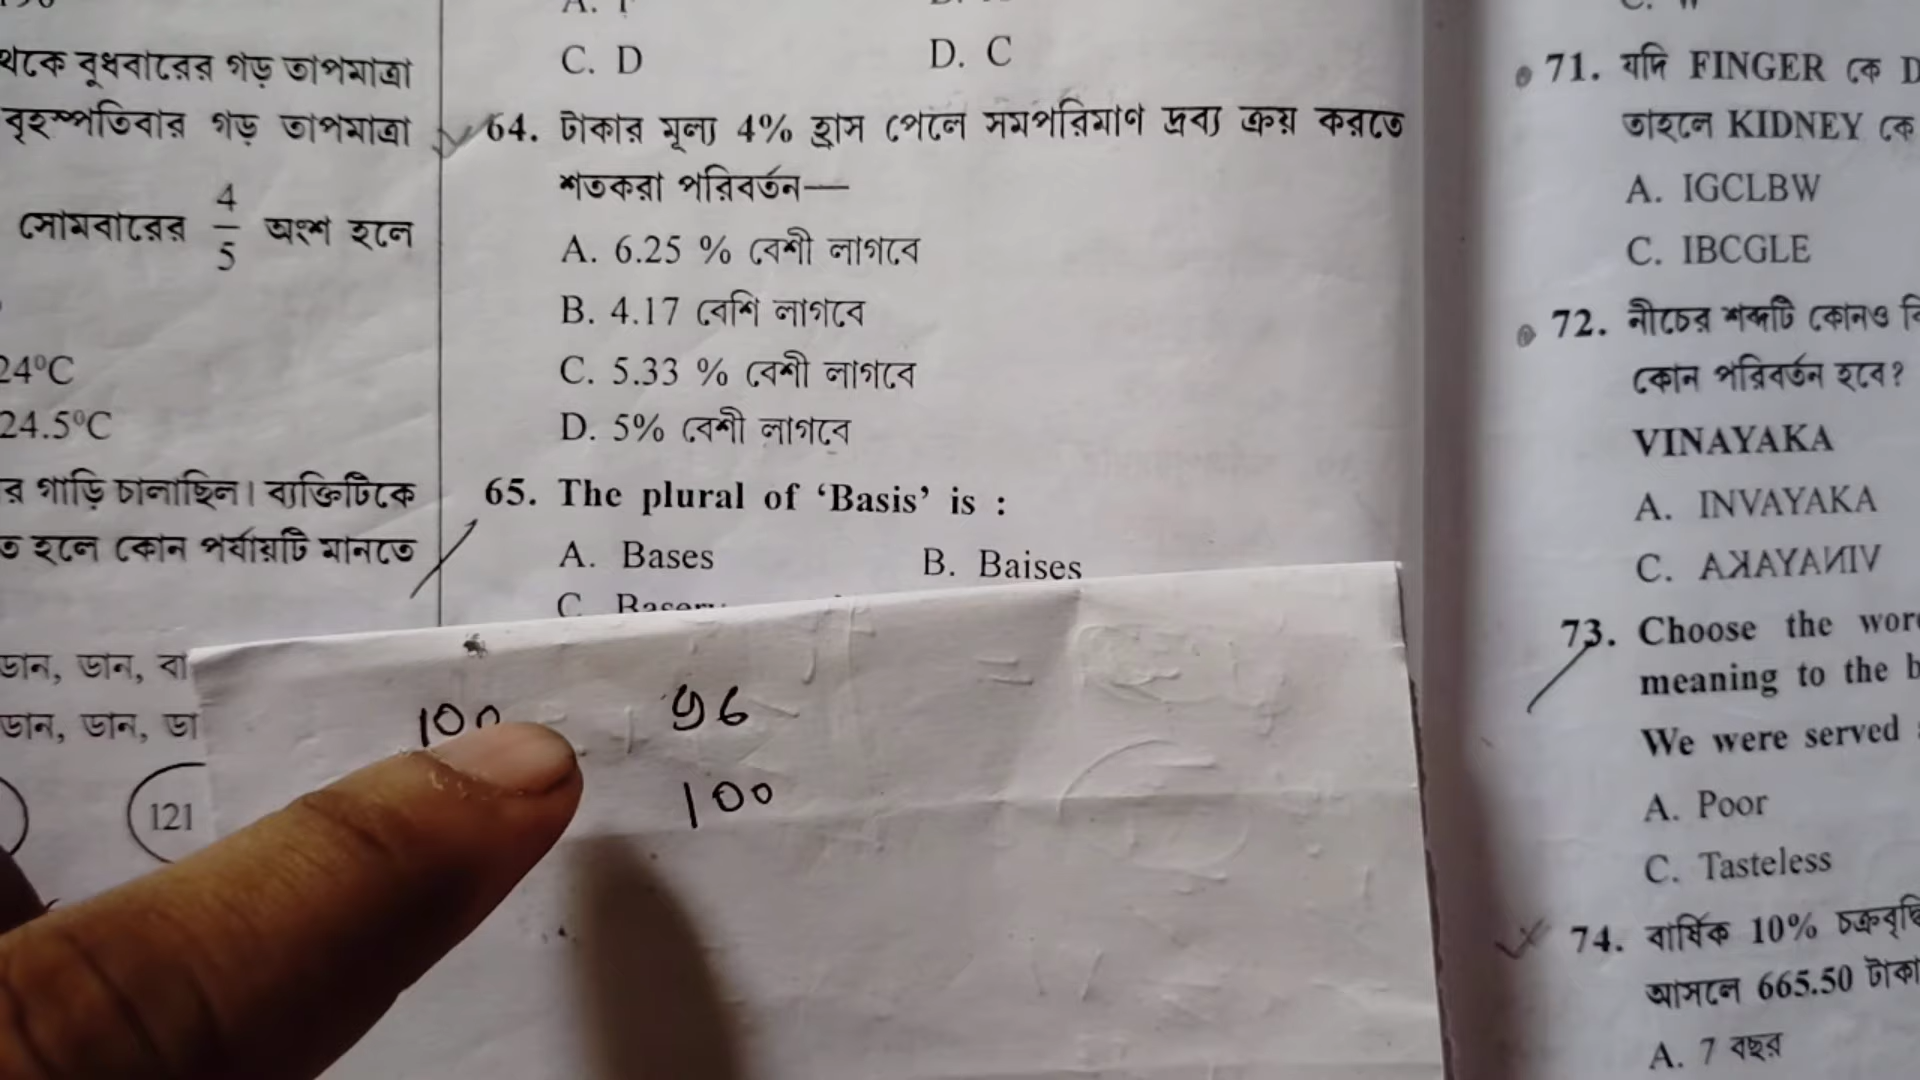 থেকে বুধবারের গড় তাপমাত্রা
বৃহস্পতিবার গড় তাপমাত্রা
সোমবারের 4/5 অংশ হলে
24°C
24.5°C
র গাড়ি চালাচ্ছিল। ব্যক্তিটিকে
ত হলে কোন পর্যায়টি মানতে
ডান, ডান, বা
ডান, ডান, ডা
121
C. D D. C
64. টাকার মূল্য 4% হ্রাস পেলে সমপরিমাণ দ্রব্য ক্রয় করতে
শতকরা পরিবর্তন—
A. 6.25 % বেশী লাগবে
B. 4.17 বেশি লাগবে
C. 5.33 % বেশী লাগবে
D. 5% বেশী লাগবে
65. The plural of ‘Basis’ is :
A. Bases B. Baises
C
100 96
100
71. যদি FINGER কে D
তাহলে KIDNEY কে
A. IGCLBW
C. IBCGLE
72. নীচের শব্দটি কোনও
কোন পরিবর্তন হবে?
VINAYAKA
A. INVAYAKA
C. AKAYANIV
73. Choose the wor
meaning to the b
We were served
A. Poor
C. Tasteless
74. বার্ষিক 10% চক্রবৃদ্ধি
আসলে 665.50 টাকা
A. 7 বছর